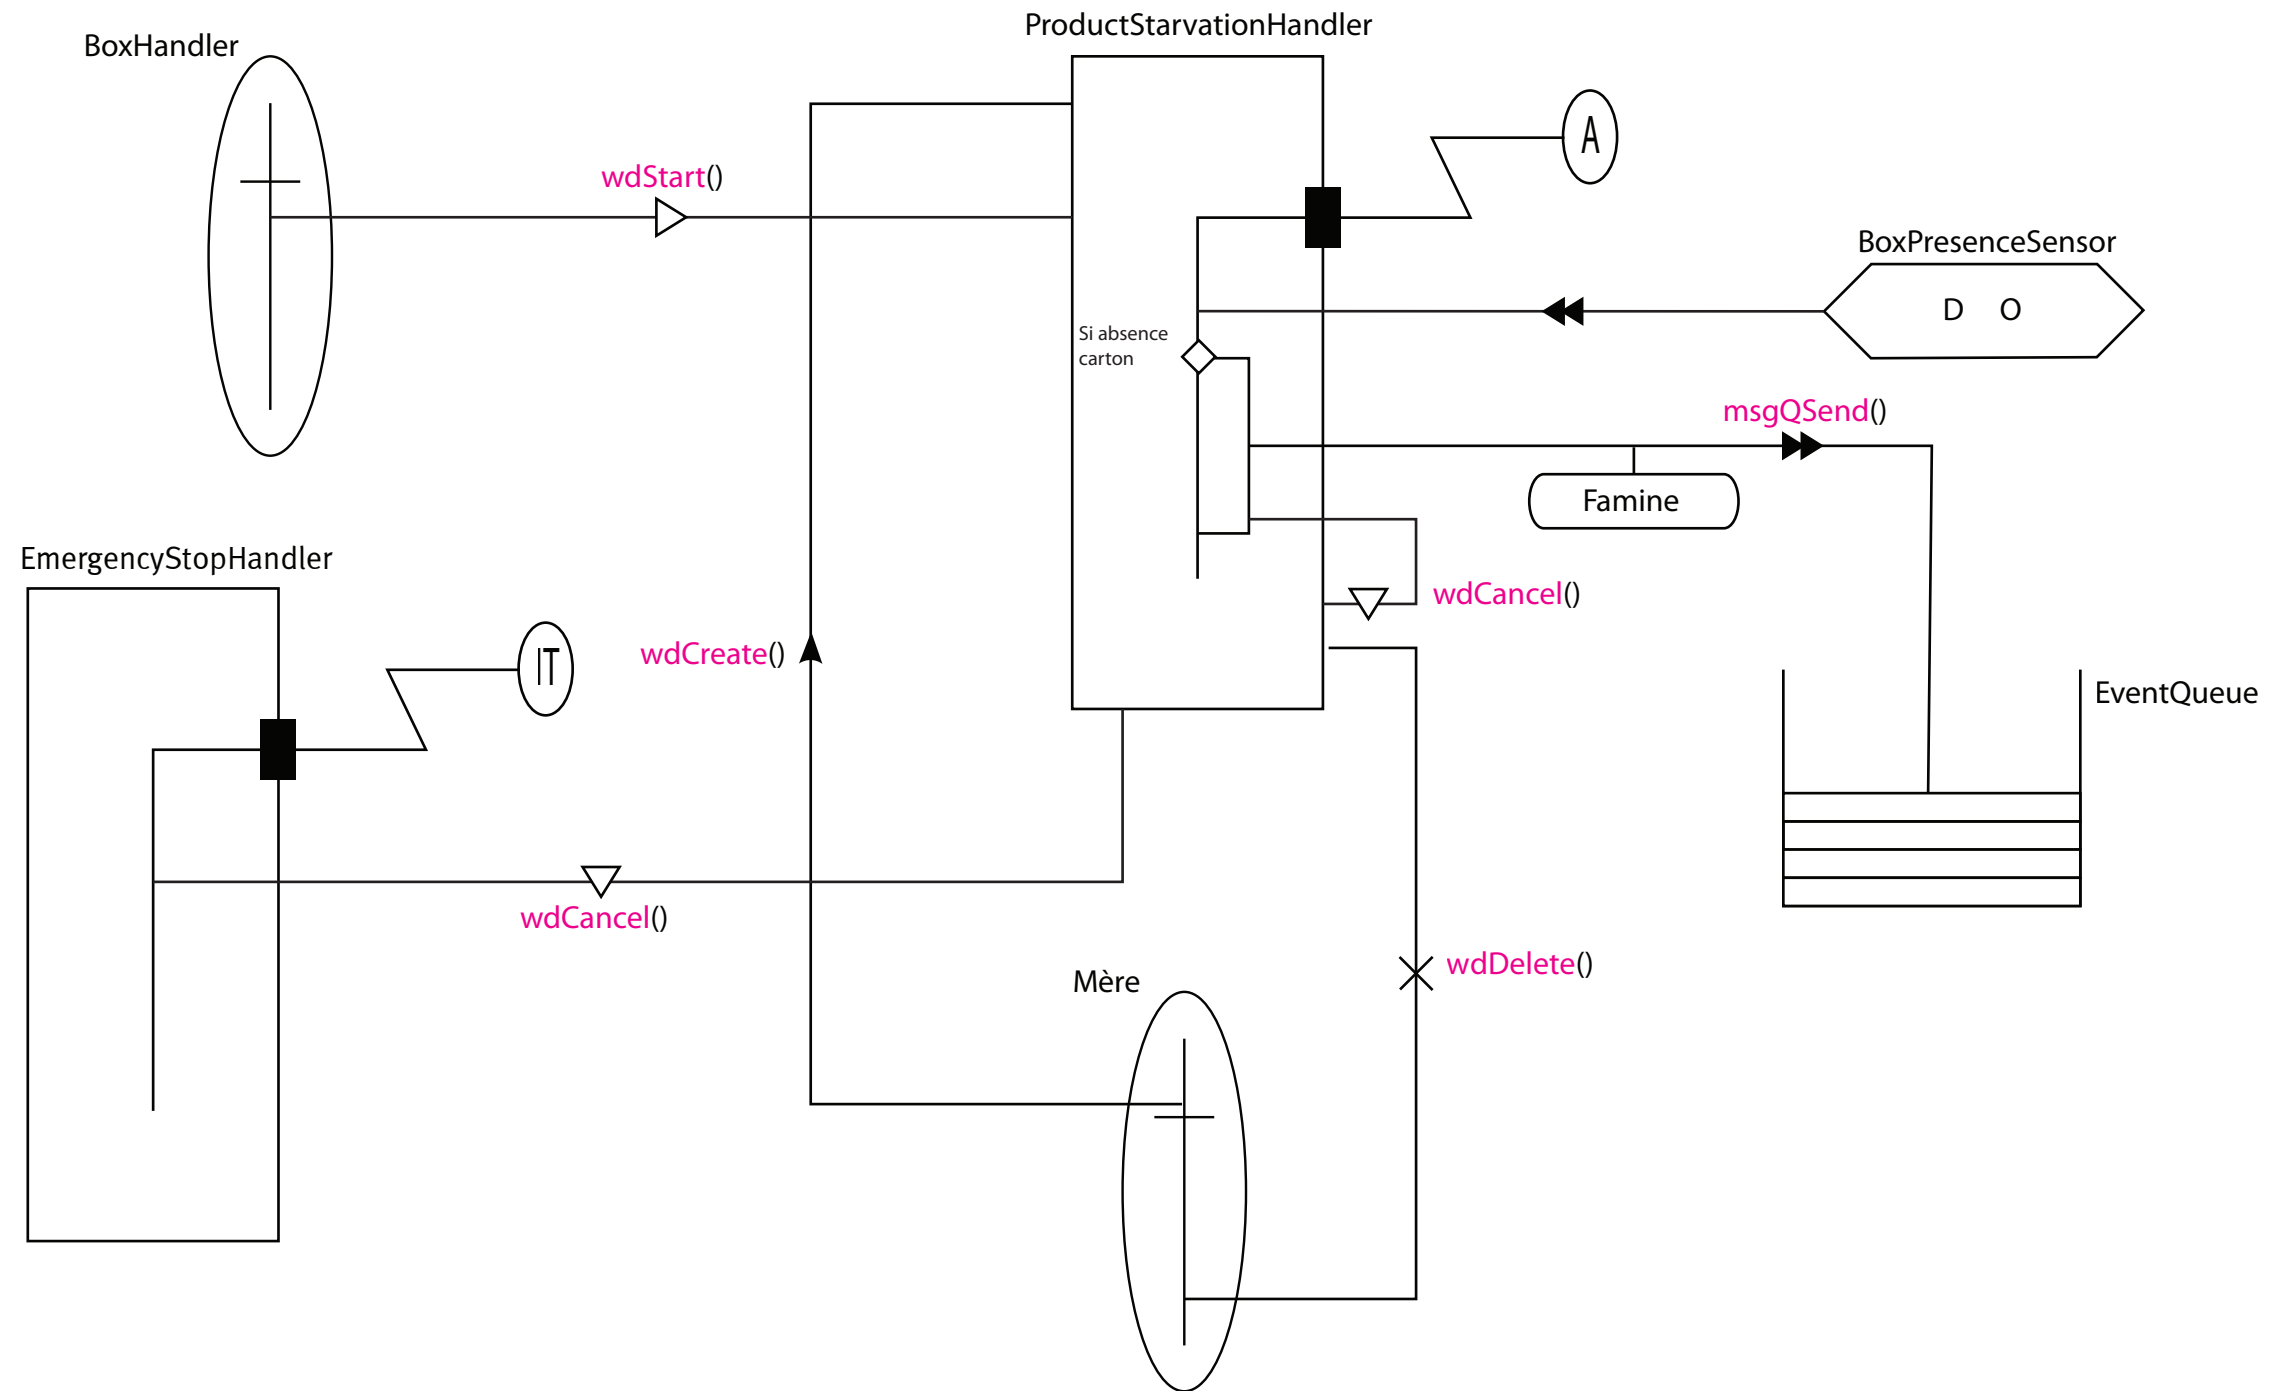 ProductStarvationHandler
BoxHandler
A
wdStart()
BoxPresenceSensor
D O
Si absence
carton
msgQSend()
Famine
EmergencyStopHandler
wdCancel()
IT
wdCreate()
EventQueue
wdCancel()
wdDelete()
Mère